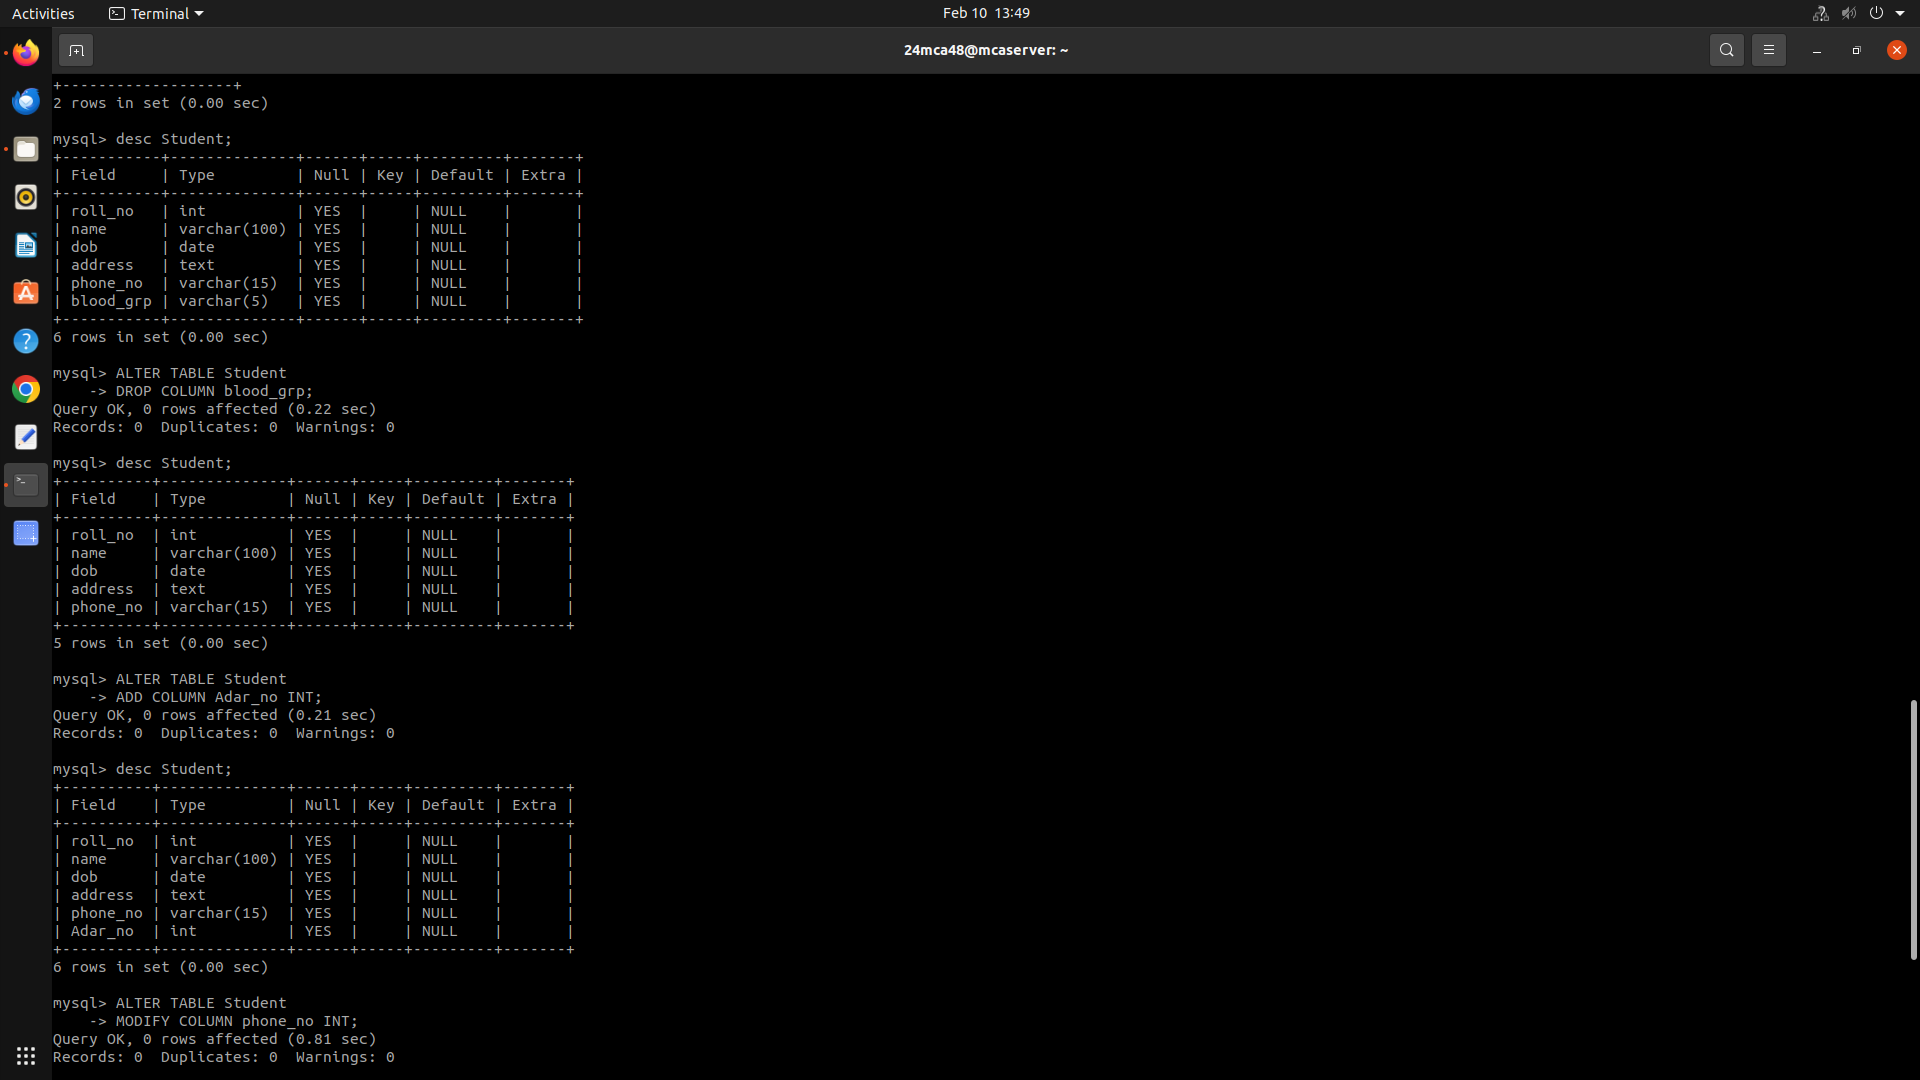 Activities
Terminal
Feb 10 13:49
24mca48@mcaserver: ~
+-------------------+
2 rows in set (0.00 sec)
mysql> desc Student;
+-----------+--------------+------+-----+---------+-------+
| Field     | Type         | Null | Key | Default | Extra |
+-----------+--------------+------+-----+---------+-------+
| roll_no   | int          | YES  |     | NULL    |       |
| name      | varchar(100) | YES  |     | NULL    |       |
| dob       | date         | YES  |     | NULL    |       |
| address   | text         | YES  |     | NULL    |       |
| phone_no  | varchar(15)  | YES  |     | NULL    |       |
| blood_grp | varchar(5)   | YES  |     | NULL    |       |
+-----------+--------------+------+-----+---------+-------+
6 rows in set (0.00 sec)
mysql> ALTER TABLE Student
    -> DROP COLUMN blood_grp;
Query OK, 0 rows affected (0.22 sec)
Records: 0  Duplicates: 0  Warnings: 0
mysql> desc Student;
+----------+--------------+------+-----+---------+-------+
| Field    | Type         | Null | Key | Default | Extra |
+----------+--------------+------+-----+---------+-------+
| roll_no  | int          | YES  |     | NULL    |       |
| name     | varchar(100) | YES  |     | NULL    |       |
| dob      | date         | YES  |     | NULL    |       |
| address  | text         | YES  |     | NULL    |       |
| phone_no | varchar(15)  | YES  |     | NULL    |       |
+----------+--------------+------+-----+---------+-------+
5 rows in set (0.00 sec)
mysql> ALTER TABLE Student
    -> ADD COLUMN Adar_no INT;
Query OK, 0 rows affected (0.21 sec)
Records: 0  Duplicates: 0  Warnings: 0
mysql> desc Student;
+----------+--------------+------+-----+---------+-------+
| Field    | Type         | Null | Key | Default | Extra |
+----------+--------------+------+-----+---------+-------+
| roll_no  | int          | YES  |     | NULL    |       |
| name     | varchar(100) | YES  |     | NULL    |       |
| dob      | date         | YES  |     | NULL    |       |
| address  | text         | YES  |     | NULL    |       |
| phone_no | varchar(15)  | YES  |     | NULL    |       |
| Adar_no  | int          | YES  |     | NULL    |       |
+----------+--------------+------+-----+---------+-------+
6 rows in set (0.00 sec)
mysql> ALTER TABLE Student
    -> MODIFY COLUMN phone_no INT;
Query OK, 0 rows affected (0.81 sec)
Records: 0  Duplicates: 0  Warnings: 0